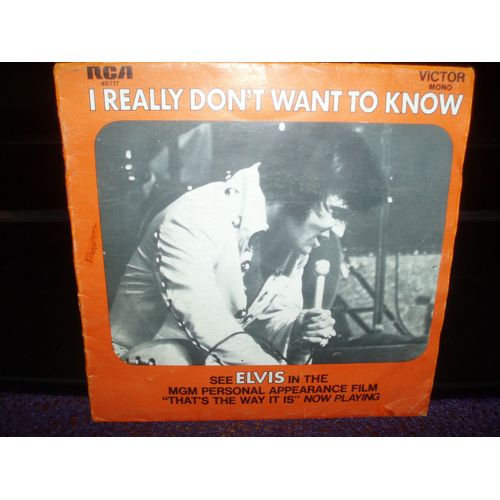 RCA
49717
VICTOR
MONO
I REALLY DON'T WANT TO KNOW
SEE ELVIS IN THE
MGM PERSONAL APPEARANCE FILM
"THAT'S THE WAY IT IS" NOW PLAYING